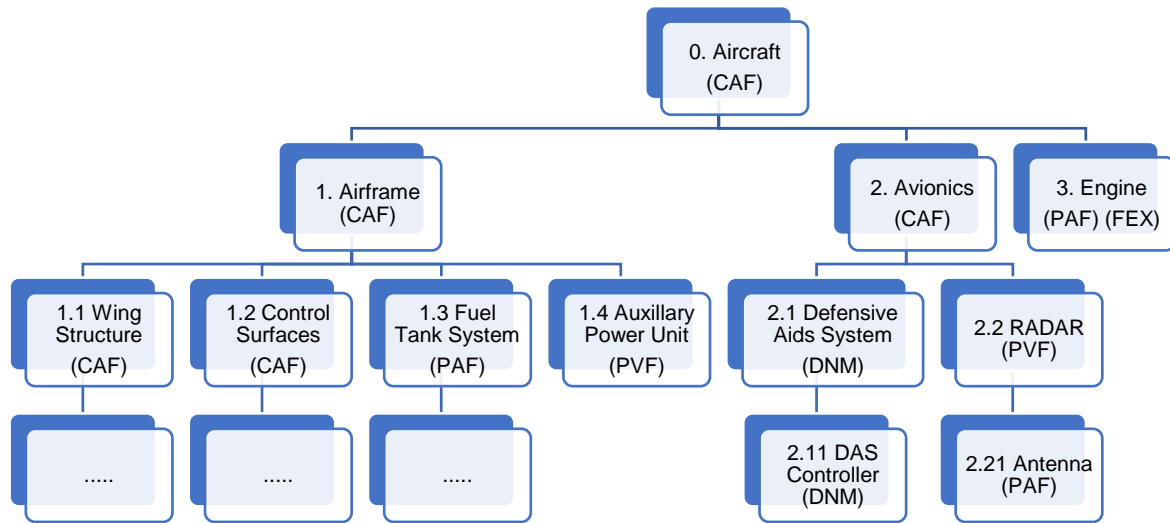 0. Aircraft
(CAF)
1. Airframe
(CAF)
2. Avionics
(CAF)
3. Engine
(PAF) (FEX)
1.1 Wing
Structure
(CAF)
1.2 Control
Surfaces
(CAF)
1.3 Fuel
Tank System
(PAF)
1.4 Auxillary
Power Unit
(PVF)
2.1 Defensive
Aids System
(DNM)
2.2 RADAR
(PVF)
.....
.....
.....
2.11 DAS
Controller
(DNM)
2.21 Antenna
(PAF)